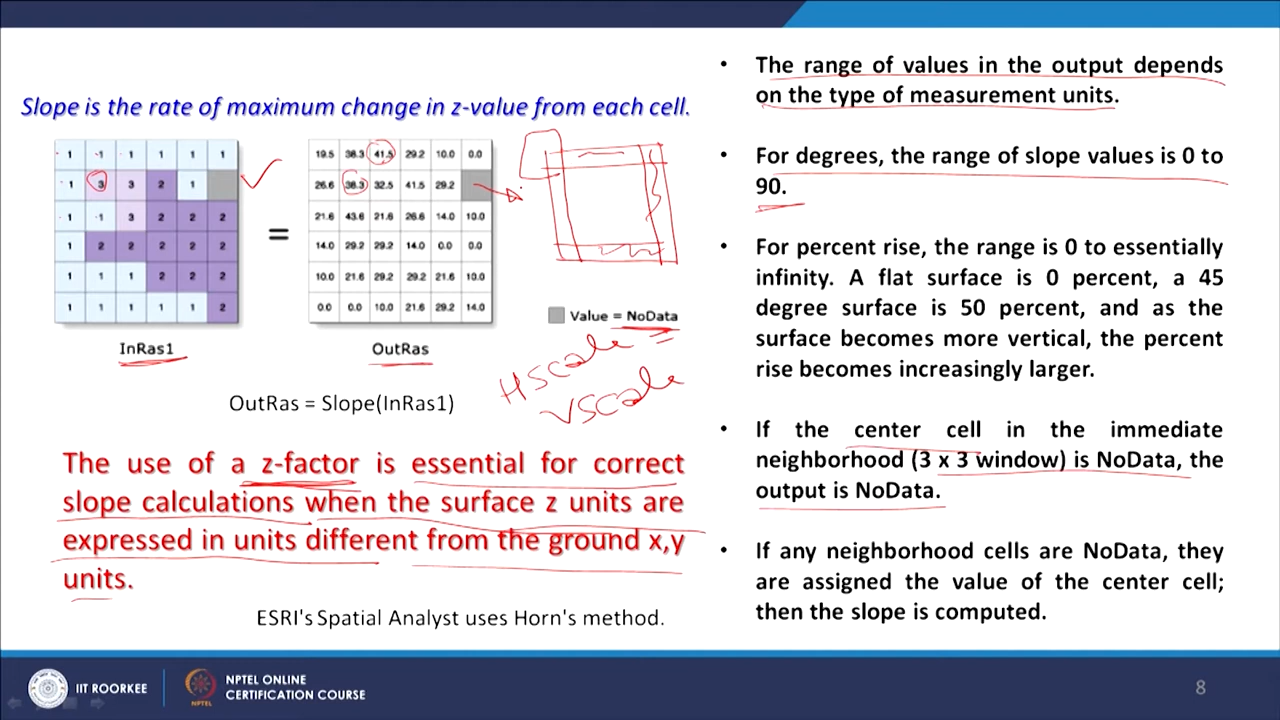 Slope is the rate of maximum change in z-value from each cell.
1 1 1 1 1 1
1 3 3 2 1
1 1 3 2 2 2
1 2 2 2 2 2
1 1 1 2 2 2
1 1 1 1 1 2
InRas1
=
19.5 38.3 41.5 29.2 10.0 0.0
26.6 38.3 32.5 41.5 29.2
21.6 43.6 21.6 26.6 14.0 10.0
14.0 29.2 29.2 14.0 0.0 0.0
10.0 21.6 29.2 29.2 21.6 10.0
0.0 0.0 10.0 21.6 29.2 14.0
OutRas
Value = NoData
HScale =
VScale
OutRas = Slope(InRas1)
The use of a z-factor is essential for correct
slope calculations when the surface z units are
expressed in units different from the ground x,y
units.
ESRI's Spatial Analyst uses Horn's method.
• The range of values in the output depends
on the type of measurement units.
• For degrees, the range of slope values is 0 to
90.
• For percent rise, the range is 0 to essentially
infinity. A flat surface is 0 percent, a 45
degree surface is 50 percent, and as the
surface becomes more vertical, the percent
rise becomes increasingly larger.
• If the center cell in the immediate
neighborhood (3 x 3 window) is NoData, the
output is NoData.
• If any neighborhood cells are NoData, they
are assigned the value of the center cell;
then the slope is computed.
IIT ROORKEE
NPTEL
NPTEL ONLINE
CERTIFICATION COURSE
8